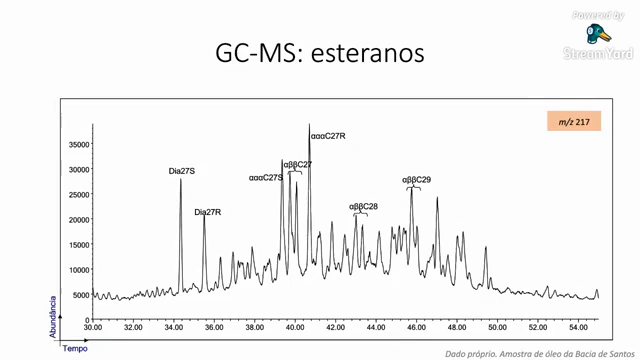 Powered by
StreamYard
GC-MS: esteranos
m/z 217
35000
30000
25000
20000
15000
10000
5000
0
Dia27S
Dia27R
αααC27S
αββC27
αααC27R
αββC28
αββC29
30.00 32.00 34.00 36.00 38.00 40.00 42.00 44.00 46.00 48.00 50.00 52.00 54.00
Abundância
Tempo
Dado próprio. Amostra de óleo da Bacia de Santos